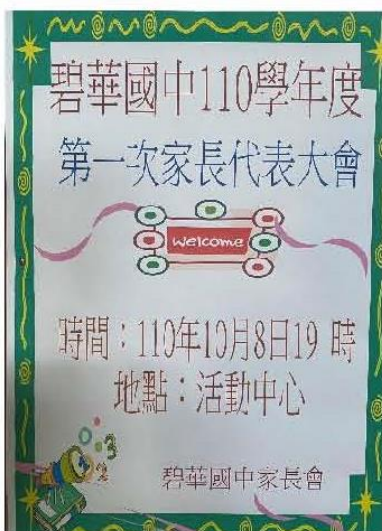 碧華國中110學年度
第一次家長代表大會
Welcome
時間：110年10月8日19 時
地點：活動中心
碧華國中家長會